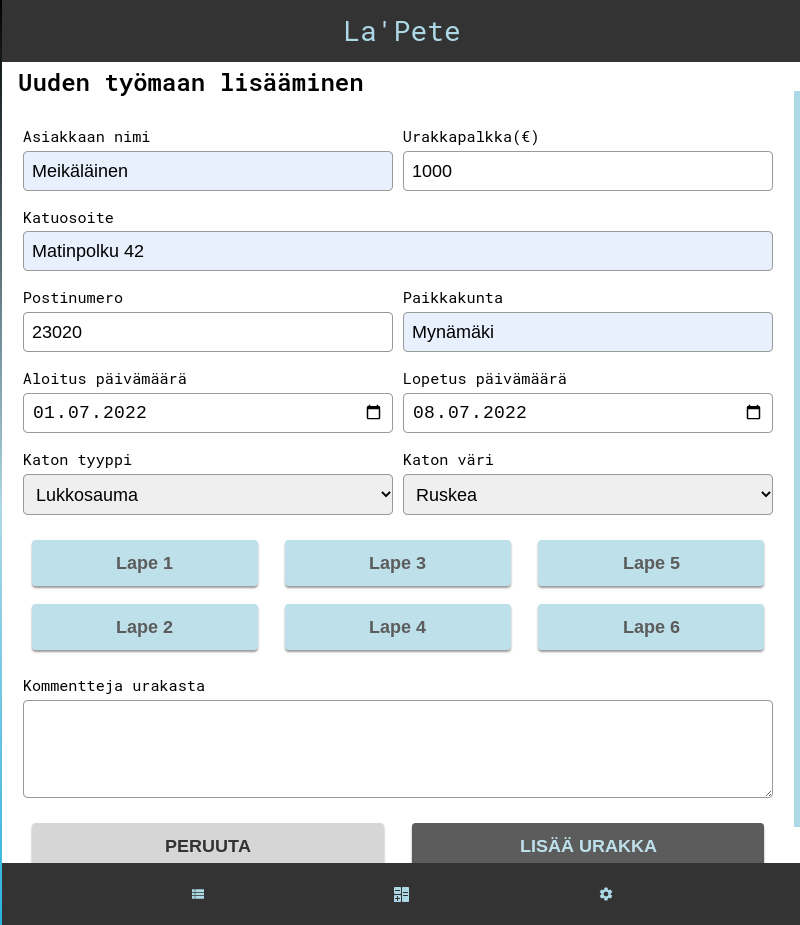 La'Pete
Uuden työmaan lisääminen
Asiakkaan nimi Urakkapalkka(€)
Meikäläinen 1000
Katuosoite
Matinpolku 42
Postinumero Paikkakunta
23020 Mynämäki
Aloitus päivämäärä Lopetus päivämäärä
01.07.2022 08.07.2022
Katon tyyppi Katon väri
Lukkosauma Ruskea
Lape 1 Lape 3 Lape 5
Lape 2 Lape 4 Lape 6
Kommentteja urakasta
PERUUTA LISÄÄ URAKKA